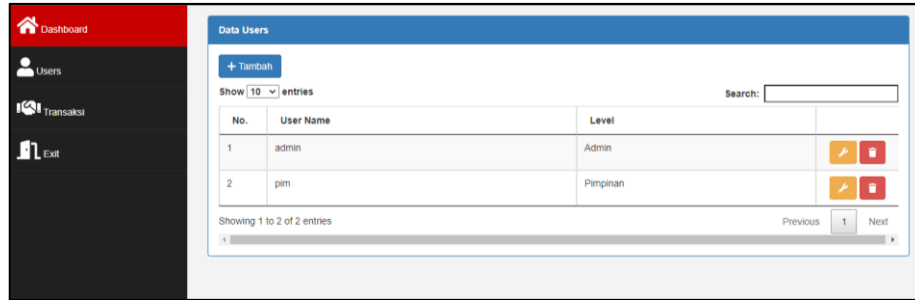 Dashboard
Users
Transaksi
Exit
Data Users
+ Tambah
Show 10 entries
Search:
No. User Name Level
1 admin Admin
2 pim Pimpinan
Showing 1 to 2 of 2 entries
Previous 1 Next